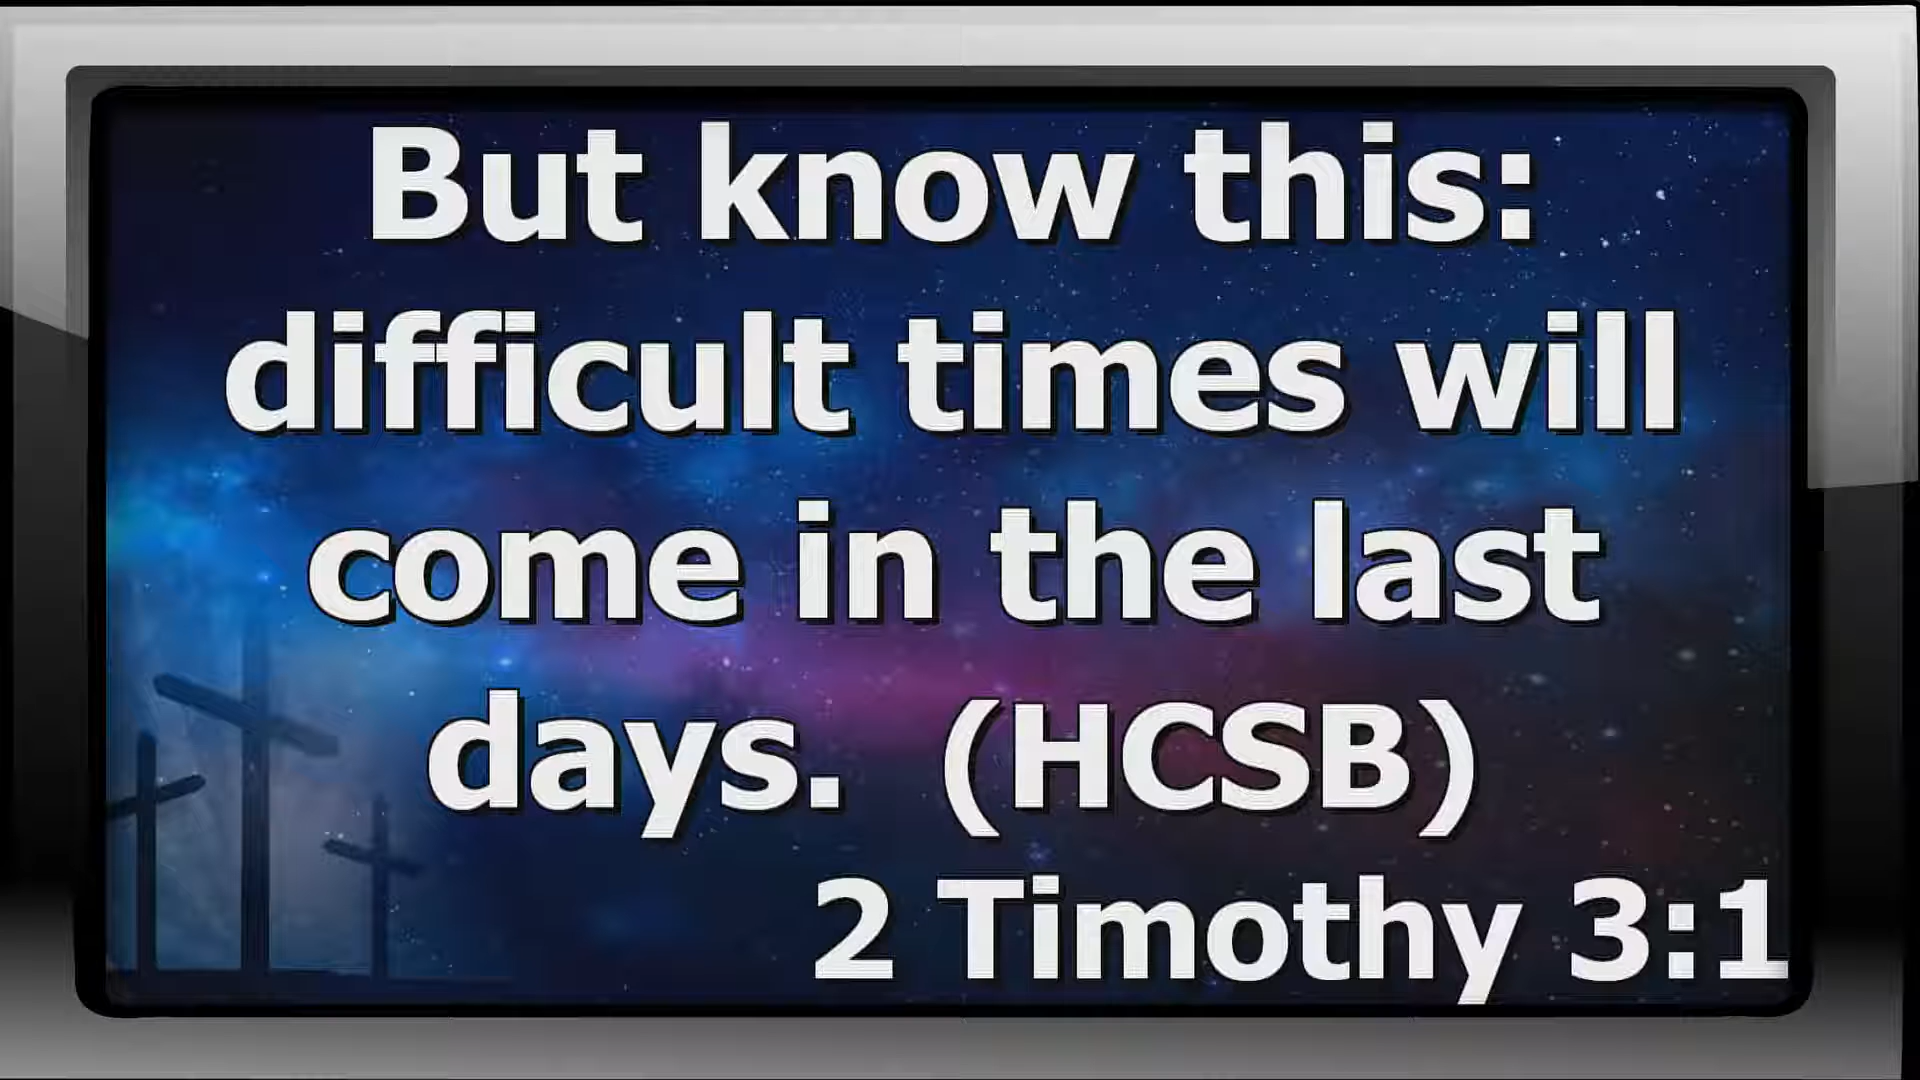 But know this:
difficult times will
come in the last
days.  (HCSB)
2 Timothy 3:1